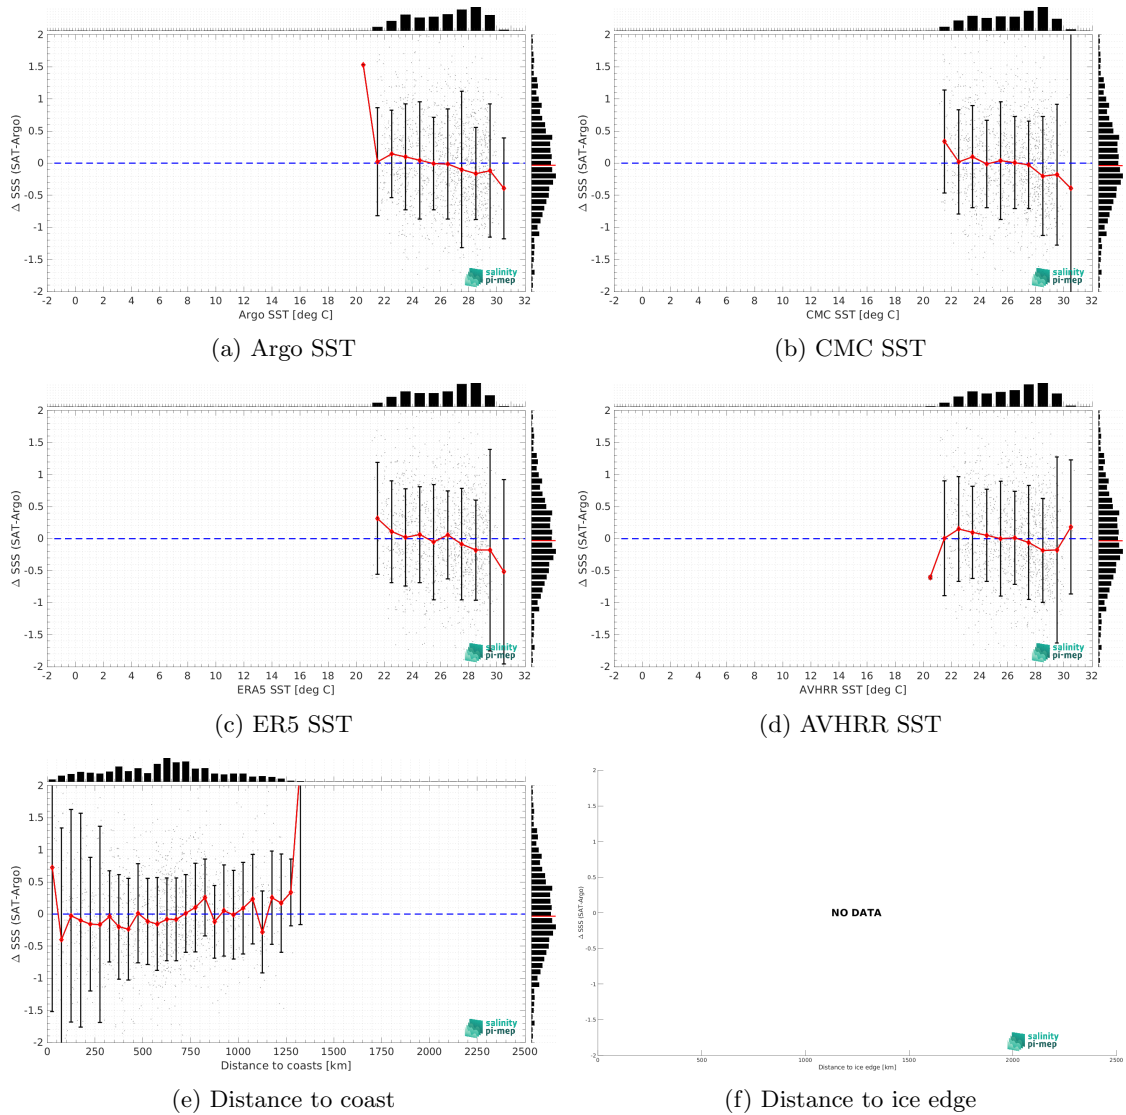 2
1.5
1
0.5
0
-0.5
-1
-1.5
-2
Δ SSS (SAT-Argo)
-2 0 2 4 6 8 10 12 14 16 18 20 22 24 26 28 30 32
Argo SST [deg C]
salinity
pi-mep
(a) Argo SST
2
1.5
1
0.5
0
-0.5
-1
-1.5
-2
Δ SSS (SAT-Argo)
-2 0 2 4 6 8 10 12 14 16 18 20 22 24 26 28 30 32
CMC SST [deg C]
salinity
pi-mep
(b) CMC SST
2
1.5
1
0.5
0
-0.5
-1
-1.5
-2
Δ SSS (SAT-Argo)
-2 0 2 4 6 8 10 12 14 16 18 20 22 24 26 28 30 32
ERA5 SST [deg C]
salinity
pi-mep
(c) ER5 SST
2
1.5
1
0.5
0
-0.5
-1
-1.5
-2
Δ SSS (SAT-Argo)
-2 0 2 4 6 8 10 12 14 16 18 20 22 24 26 28 30 32
AVHRR SST [deg C]
salinity
pi-mep
(d) AVHRR SST
2
1.5
1
0.5
0
-0.5
-1
-1.5
-2
Δ SSS (SAT-Argo)
0 250 500 750 1000 1250 1500 1750 2000 2250 2500
Distance to coasts [km]
salinity
pi-mep
(e) Distance to coast
2
1.5
1
0.5
0
-0.5
-1
-1.5
-2
Δ SSS (SAT-Argo)
NO DATA
0 500 1000 1500 2000 2500
Distance to ice edge [km]
salinity
pi-mep
(f) Distance to ice edge